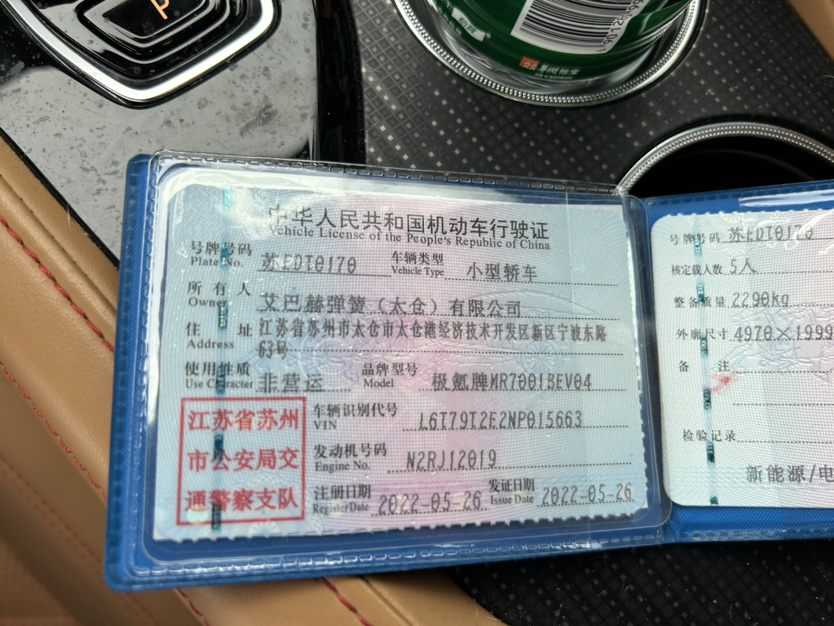 中华人民共和国机动车行驶证
Vehicle License of the People's Republic of China
号牌号码 苏EDT0170 车辆类型 小型轿车
Plate No. Vehicle Type
所有人 艾巴赫弹簧（太仓）有限公司
Owner
住址 江苏省苏州市太仓市太仓港经济技术开发区新区宁波东路
Address 63号
使用性质 非营运 品牌型号 极氪牌MR7001BEV04
Use Character Model
江苏省苏州
市公安局交
通警察支队
车辆识别代号 L6T79T2E2NP015663
VIN
发动机号码 N2RJ12019
Engine No.
注册日期 2022-05-26 发证日期 2022-05-26
Register Date Issue Date
号牌号码 苏EDT0170
核定载人数 5人
整备质量 2290kg
外廓尺寸 4970×1999
备注
检验记录
新能源/电